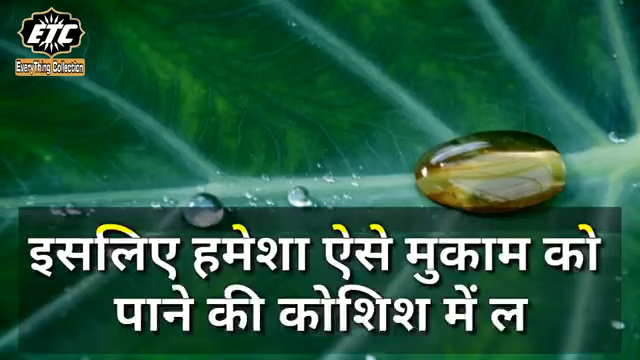 ETC
EveryThing Collection
इसलिए हमेशा ऐसे मुकाम को
पाने की कोशिश में ल